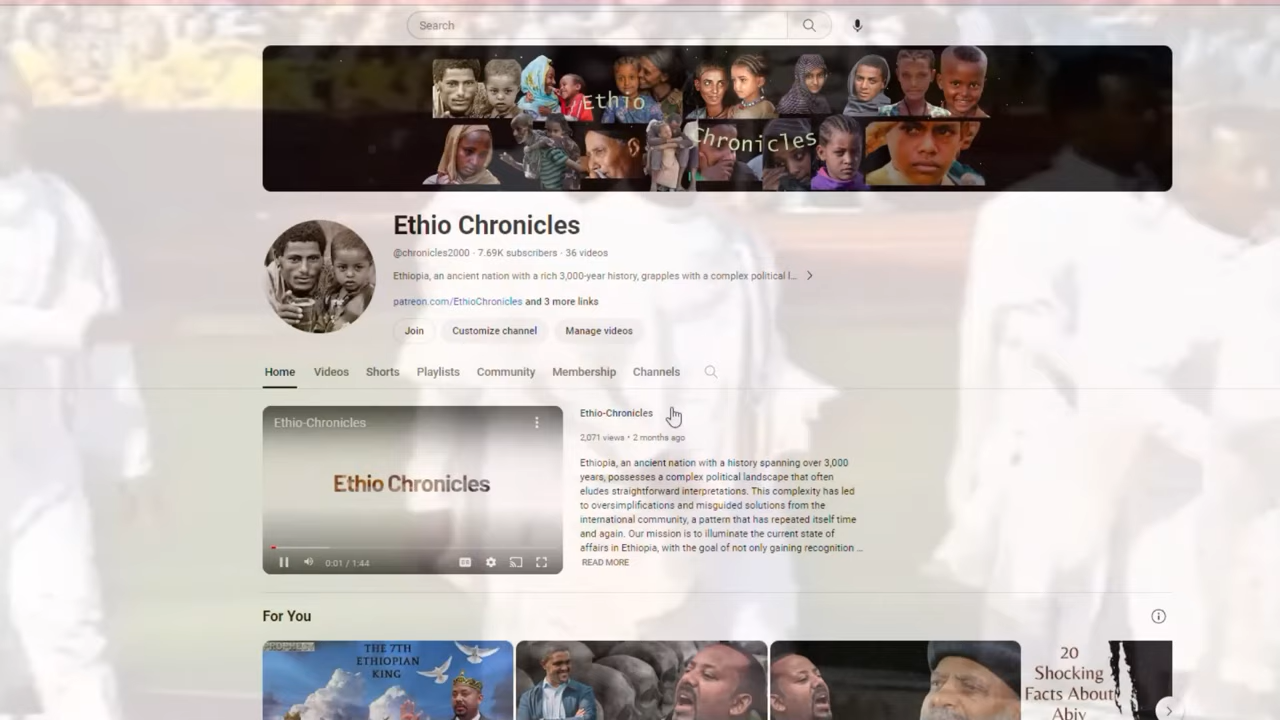 Search
Ethio
Chronicles
Ethio Chronicles
@chronicles2000 · 7.69K subscribers · 36 videos
Ethiopia, an ancient nation with a rich 3,000-year history, grapples with a complex political l...
patreon.com/EthioChronicles and 3 more links
Join Customize channel Manage videos
Home Videos Shorts Playlists Community Membership Channels
Ethio-Chronicles
Ethio Chronicles
0:01 / 1:44
Ethio-Chronicles
2,071 views • 2 months ago
Ethiopia, an ancient nation with a history spanning over 3,000
years, possesses a complex political landscape that often
eludes straightforward interpretations. This complexity has led
to oversimplifications and misguided solutions from the
international community, a pattern that has repeated itself time
and again. Our mission is to illuminate the current state of
affairs in Ethiopia, with the goal of not only gaining recognition ...
READ MORE
For You
THE 7TH
ETHIOPIAN
KING
20
Shocking
Facts About
Abiy